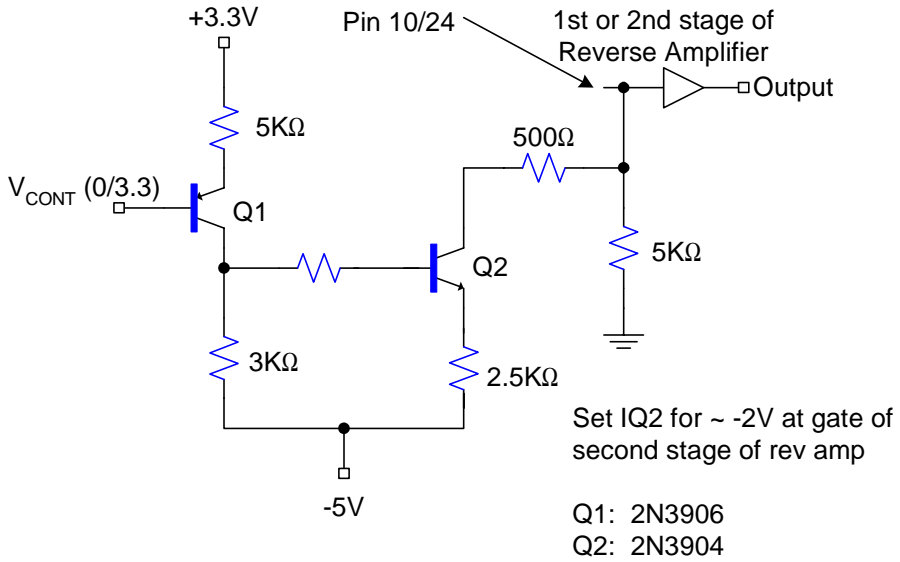 +3.3V
Pin 10/24
1st or 2nd stage of
Reverse Amplifier
Output
5KΩ
500Ω
V_CONT (0/3.3)
Q1
Q2
5KΩ
3KΩ
2.5KΩ
-5V
Set IQ2 for ~ -2V at gate of
second stage of rev amp
Q1: 2N3906
Q2: 2N3904